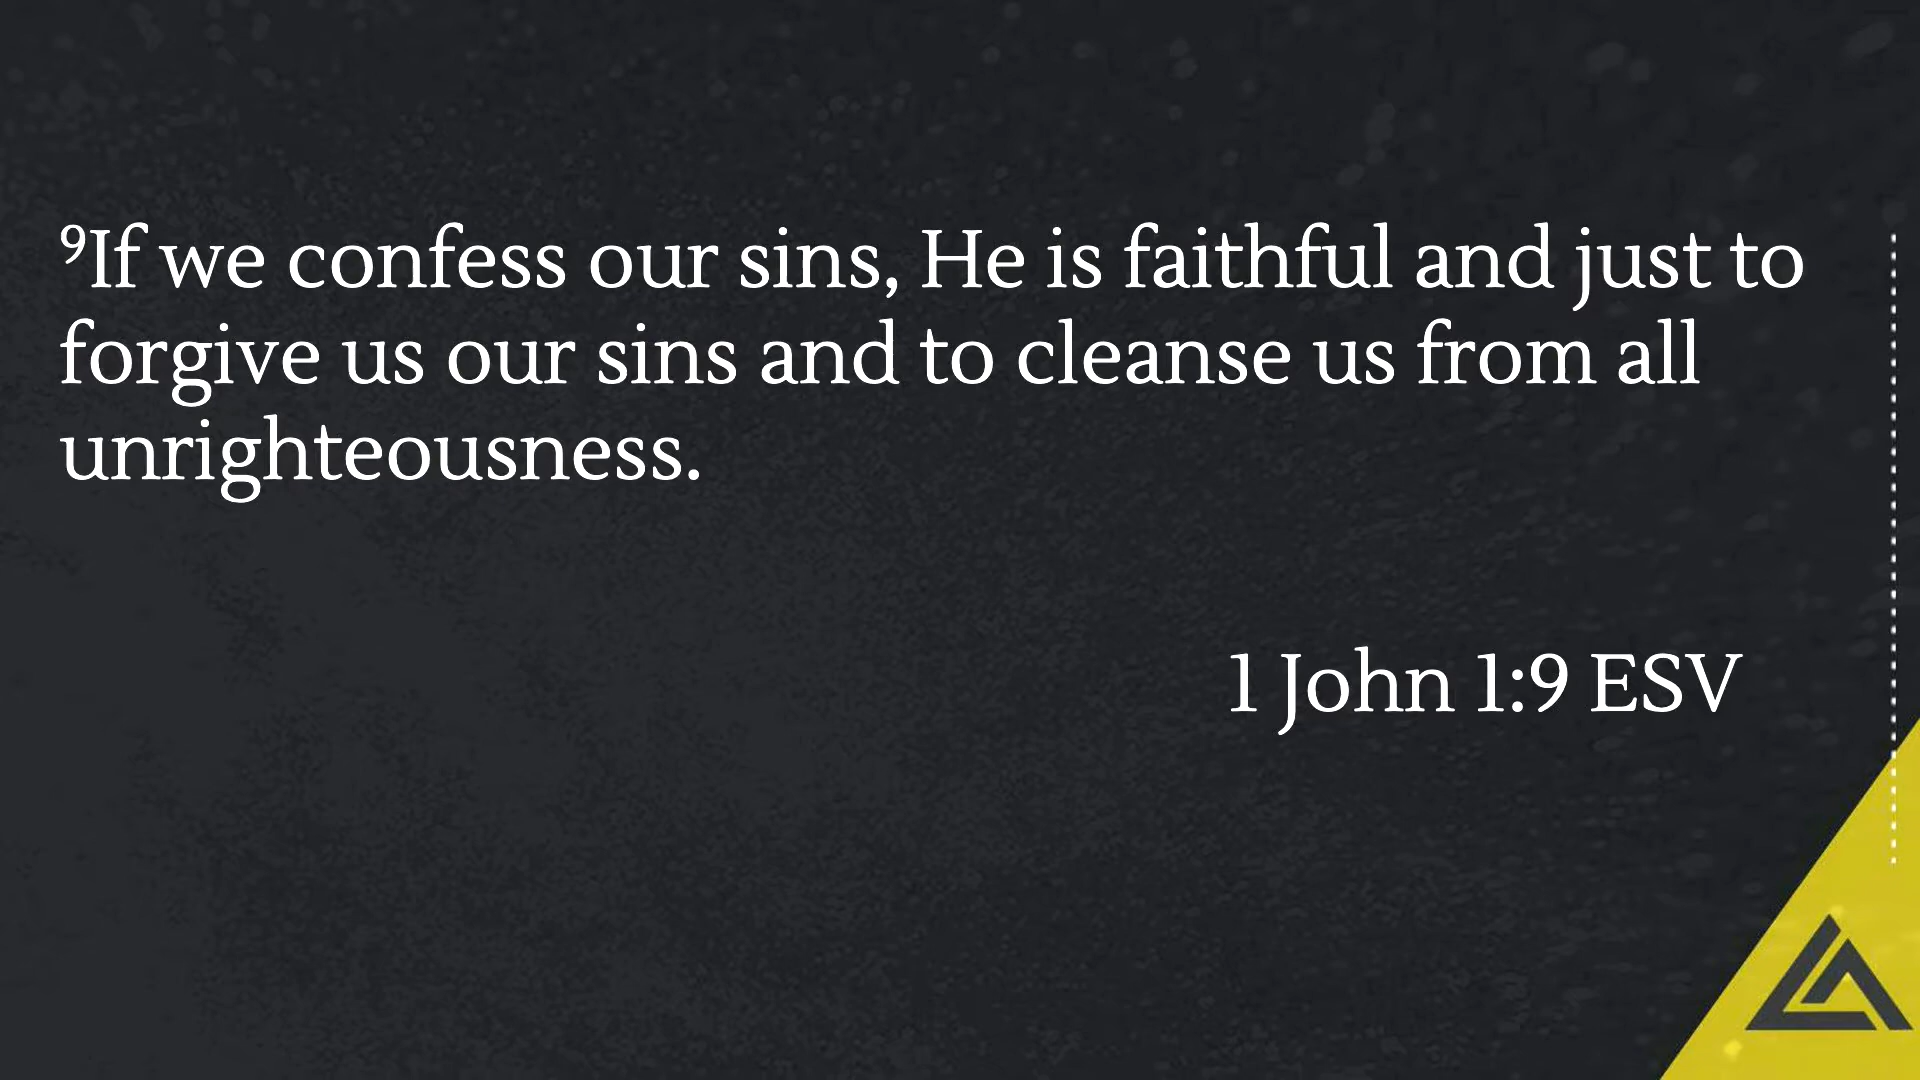 ⁹If we confess our sins, He is faithful and just to
forgive us our sins and to cleanse us from all
unrighteousness.
1 John 1:9 ESV